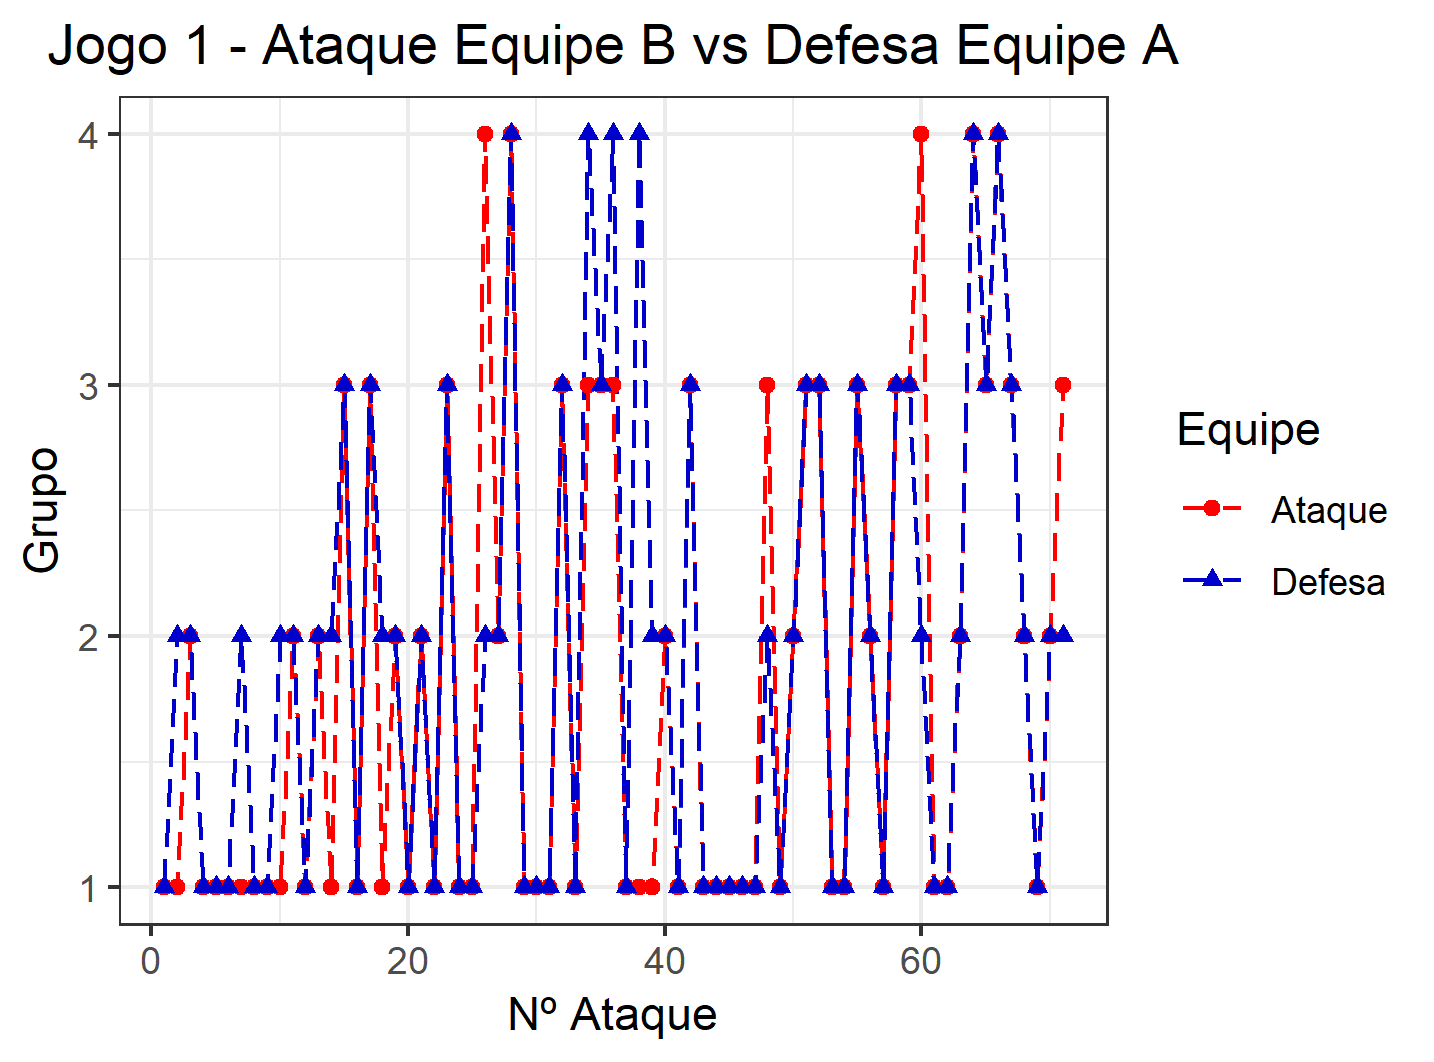 Jogo 1 - Ataque Equipe B vs Defesa Equipe A
4
3
2
1
Grupo
0 20 40 60
Nº Ataque
Equipe
Ataque
Defesa